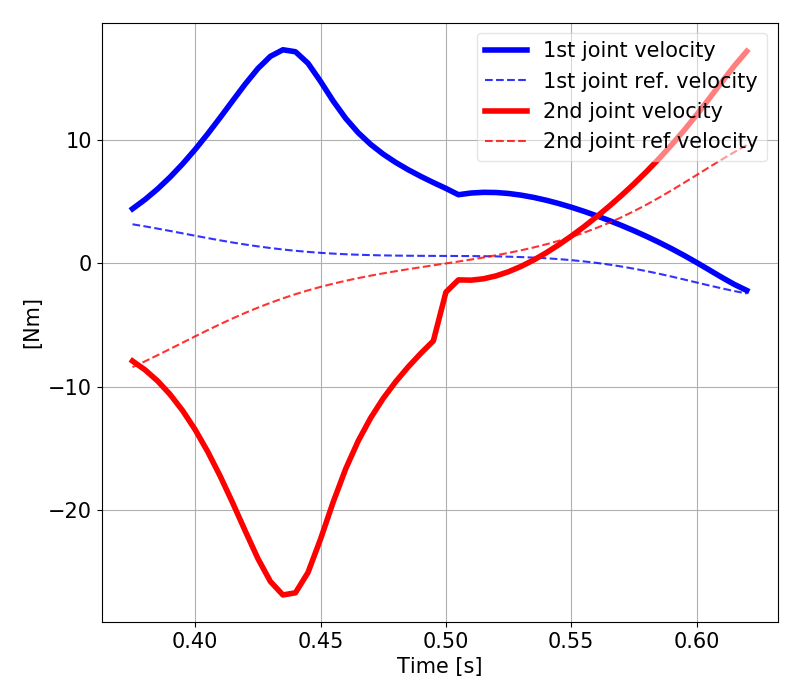 1st joint velocity
1st joint ref. velocity
2nd joint velocity
2nd joint ref velocity
10
0
−10
−20
[Nm]
0.40 0.45 0.50 0.55 0.60
Time [s]